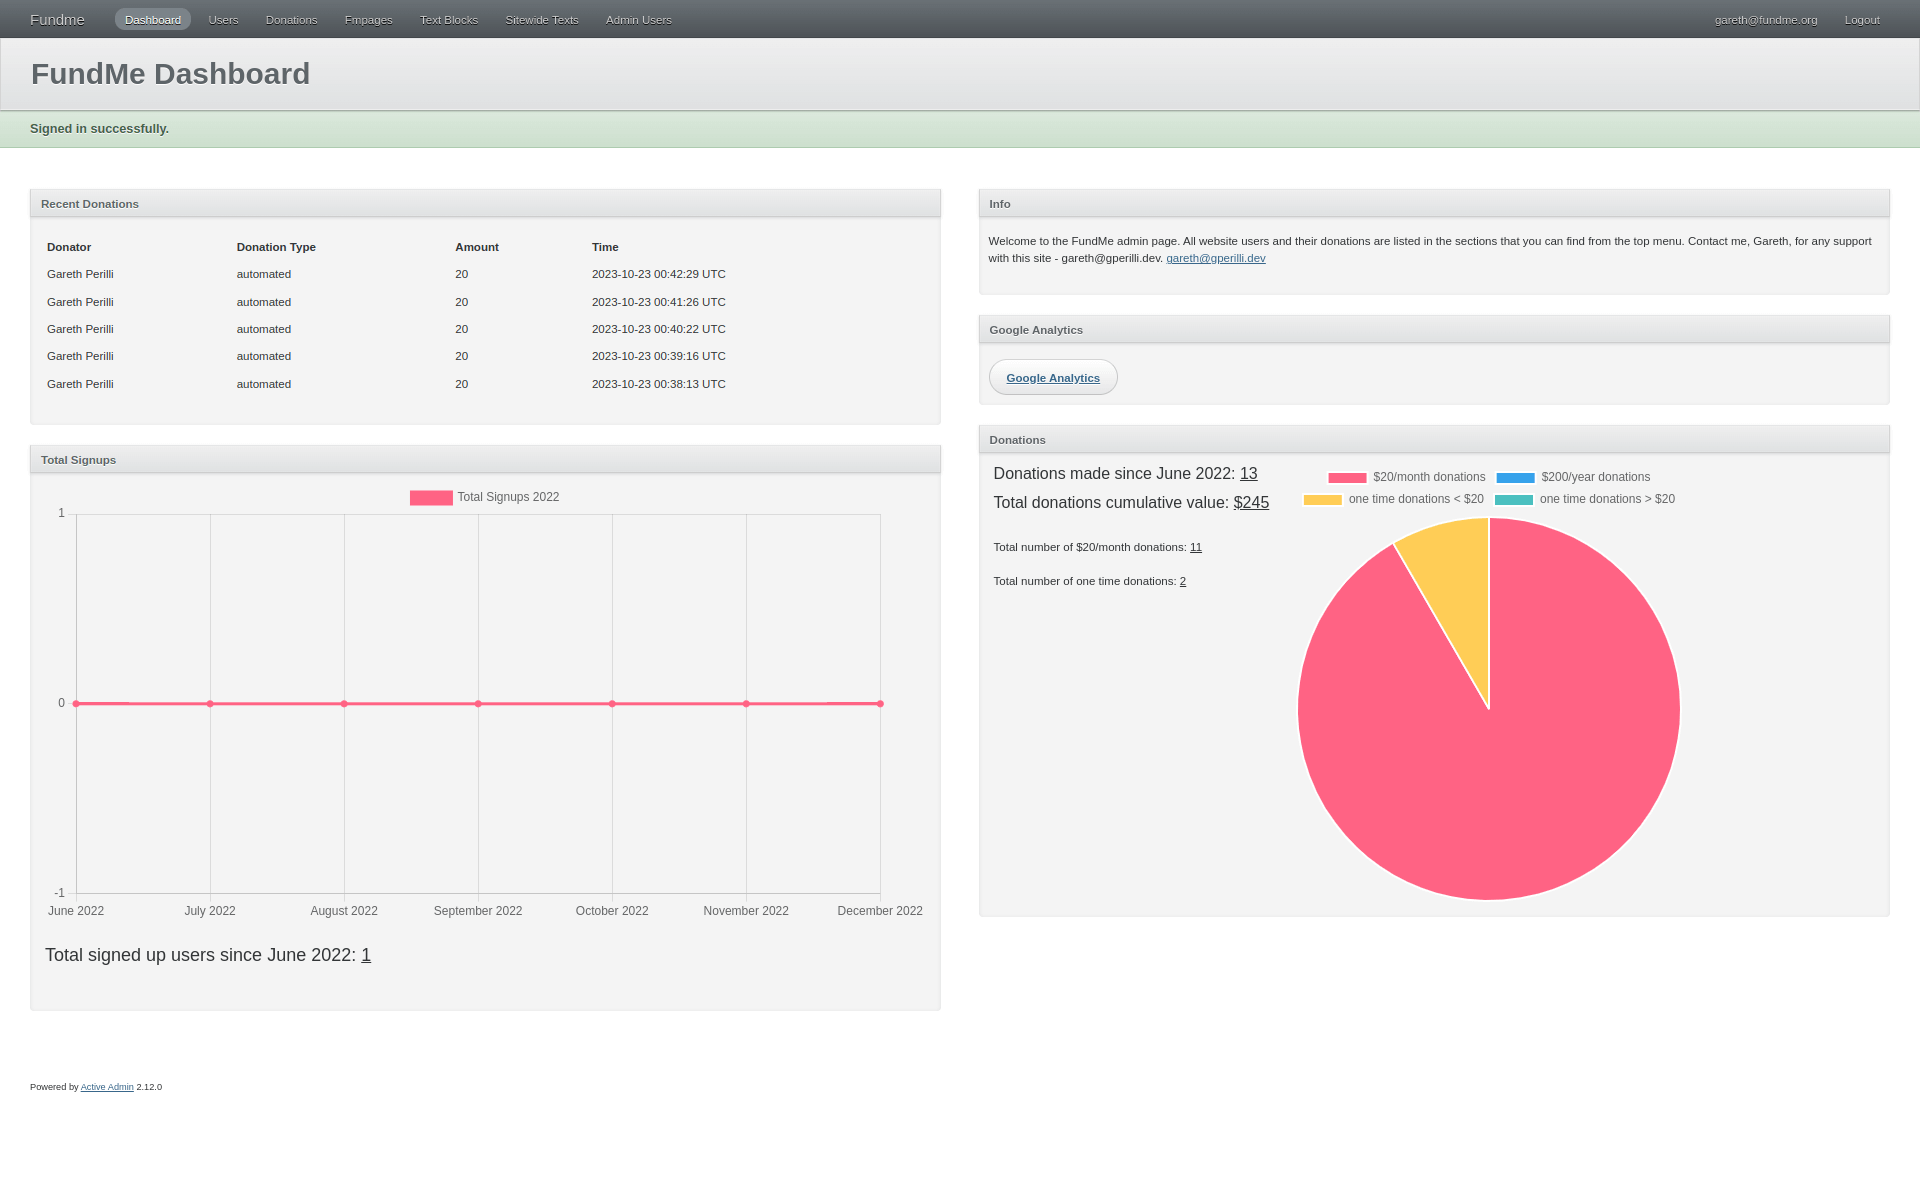 Fundme Dashboard Users Donations Fmpages Text Blocks Sitewide Texts Admin Users gareth@fundme.org Logout
FundMe Dashboard
Signed in successfully.
Recent Donations
Donator Donation Type Amount Time
Gareth Perilli automated 20 2023-10-23 00:42:29 UTC
Gareth Perilli automated 20 2023-10-23 00:41:26 UTC
Gareth Perilli automated 20 2023-10-23 00:40:22 UTC
Gareth Perilli automated 20 2023-10-23 00:39:16 UTC
Gareth Perilli automated 20 2023-10-23 00:38:13 UTC
Total Signups
Total Signups 2022
1
0
-1
June 2022 July 2022 August 2022 September 2022 October 2022 November 2022 December 2022
Total signed up users since June 2022: 1
Info
Welcome to the FundMe admin page. All website users and their donations are listed in the sections that you can find from the top menu. Contact me, Gareth, for any support
with this site - gareth@gperilli.dev. gareth@gperilli.dev
Google Analytics
Google Analytics
Donations
Donations made since June 2022: 13
Total donations cumulative value: $245
Total number of $20/month donations: 11
Total number of one time donations: 2
$20/month donations $200/year donations
one time donations < $20 one time donations > $20
Powered by Active Admin 2.12.0